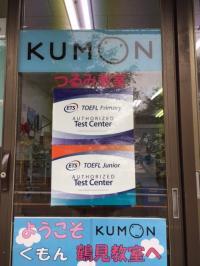 KUMON
つるみ教室
ETS TOEFL Primary
AUTHORIZED
Test Center
ETS TOEFL Junior
AUTHORIZED
Test Center
ようこそ KUMON
くもん 鶴見教室へ